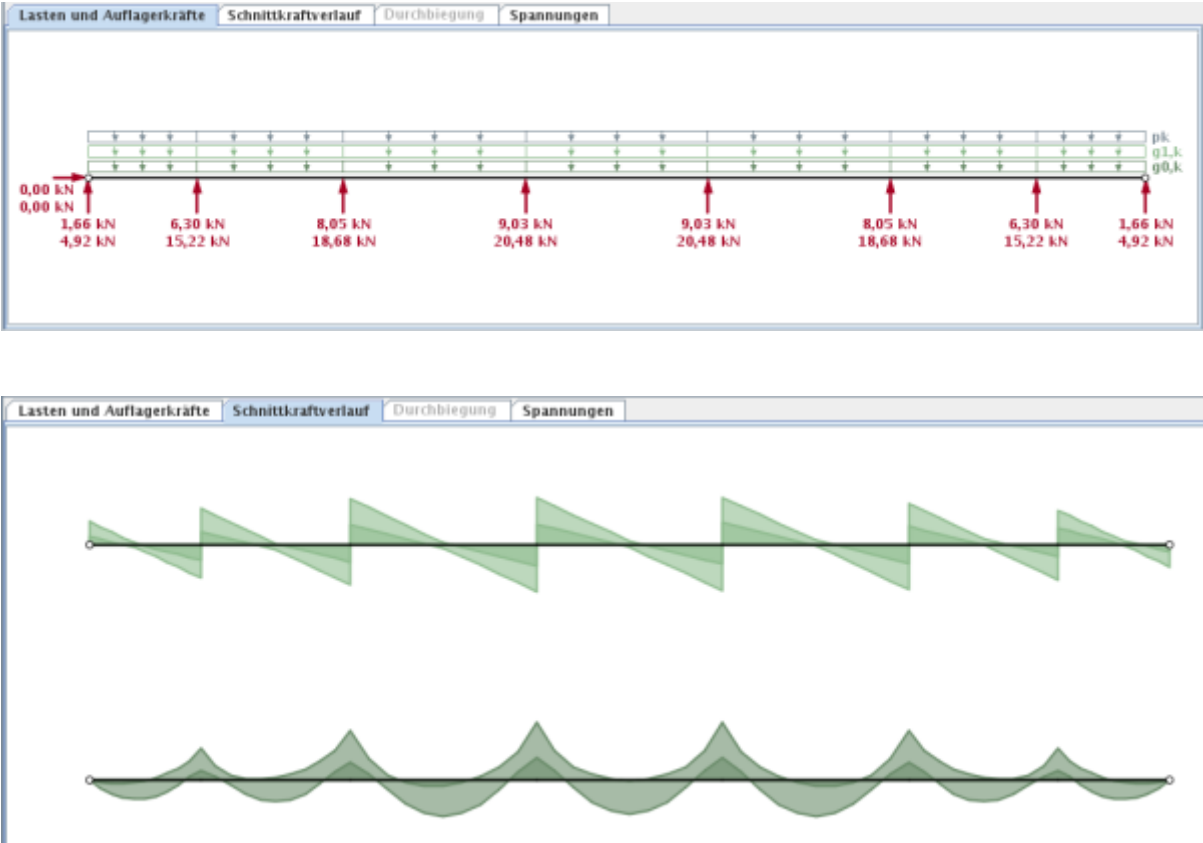 Lasten und Auflagerkräfte Schnittkraftverlauf Durchbiegung Spannungen
pk
g1,k
g0,k
0,00 kN
0,00 kN
1,66 kN 6,30 kN 8,05 kN 9,03 kN 9,03 kN 8,05 kN 6,30 kN 1,66 kN
4,92 kN 15,22 kN 18,68 kN 20,48 kN 20,48 kN 18,68 kN 15,22 kN 4,92 kN
Lasten und Auflagerkräfte Schnittkraftverlauf Durchbiegung Spannungen